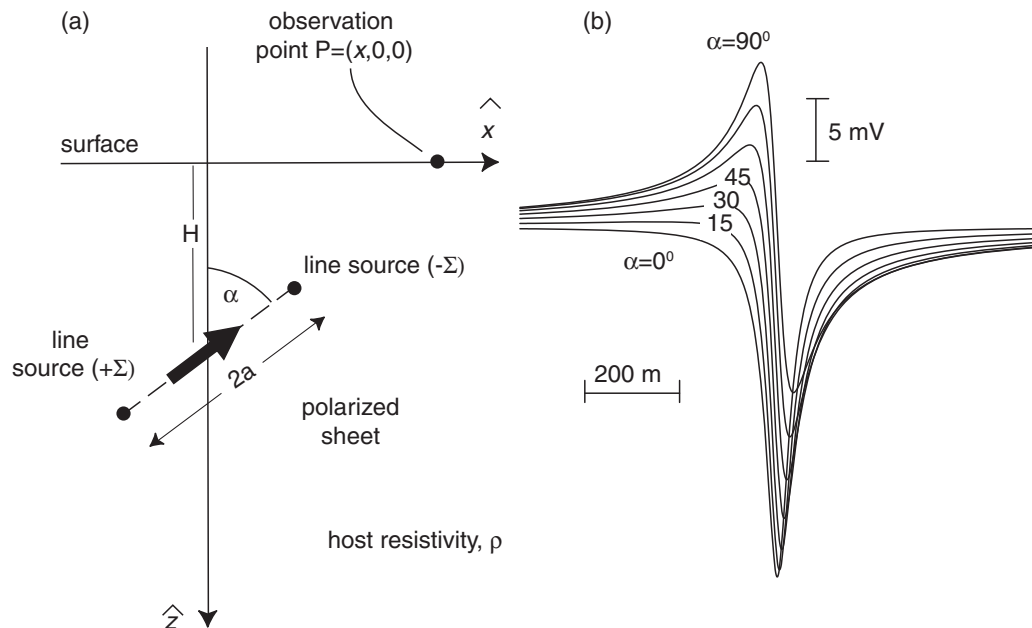 (a)
observation
point P=(x,0,0)
x̂
surface
H
α
line source (-Σ)
line
source (+Σ)
2a
polarized
sheet
host resistivity, ρ
ẑ
(b)
α=90⁰
5 mV
45
30
15
α=0⁰
200 m